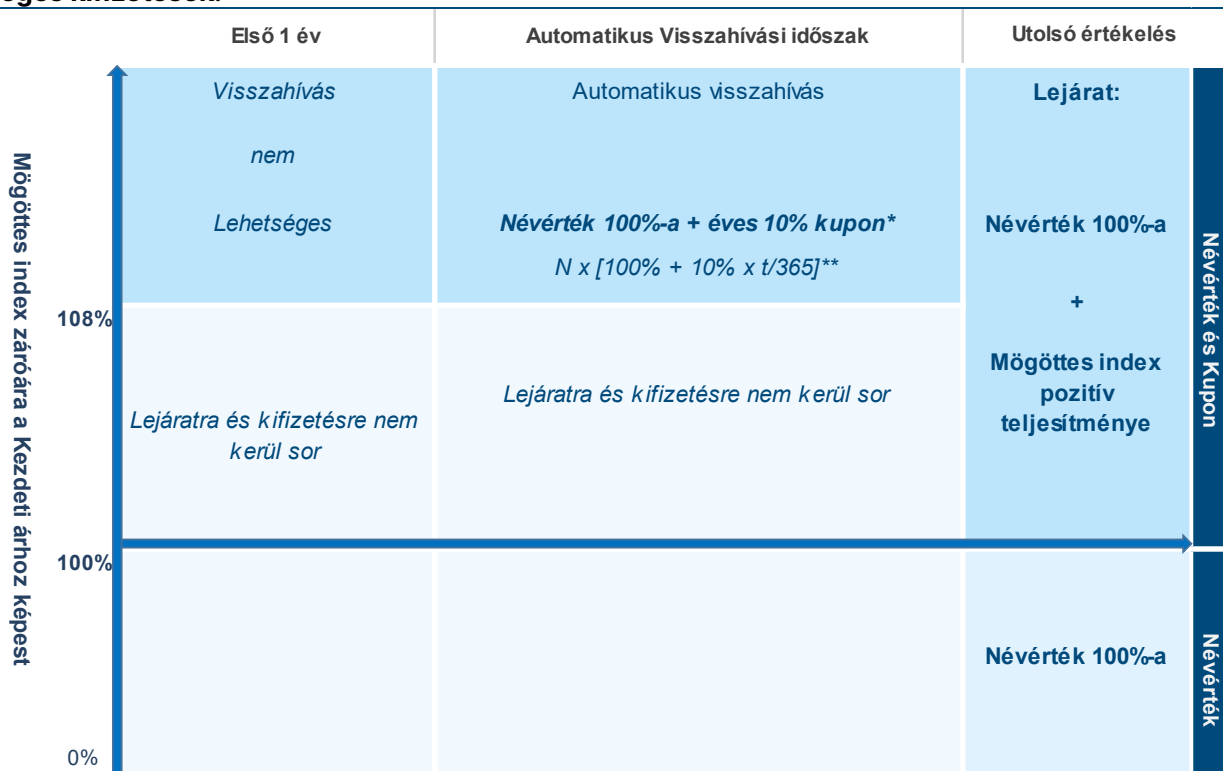 Első 1 év
Automatikus Visszahívási időszak
Utolsó értékelés
Mögöttes index záróára a Kezdeti árhoz képest
108%
100%
0%
Visszahívás
nem
Lehetséges
Lejáratra és kifizetésre nem
kerül sor
Automatikus visszahívás
Névérték 100%-a + éves 10% kupon*
N x [100% + 10% x t/365]**
Lejáratra és kifizetésre nem kerül sor
Lejárat:
Névérték 100%-a
+
Mögöttes index
pozitív
teljesítménye
Névérték 100%-a
Névérték és Kupon
Névérték